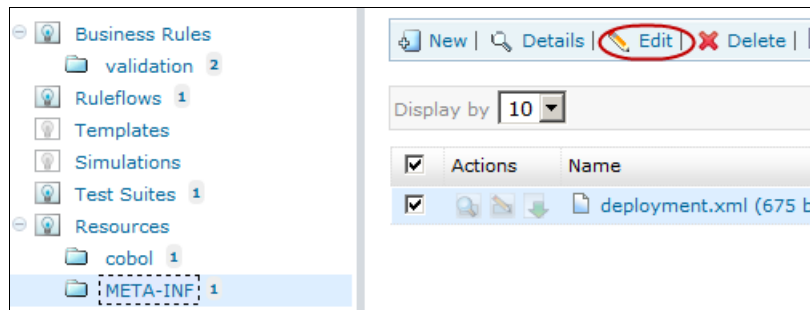 Business Rules
validation 2
Ruleflows 1
Templates
Simulations
Test Suites 1
Resources
cobol 1
META-INF 1
New | Details | Edit | Delete |
Display by 10
Actions Name
deployment.xml (675 b